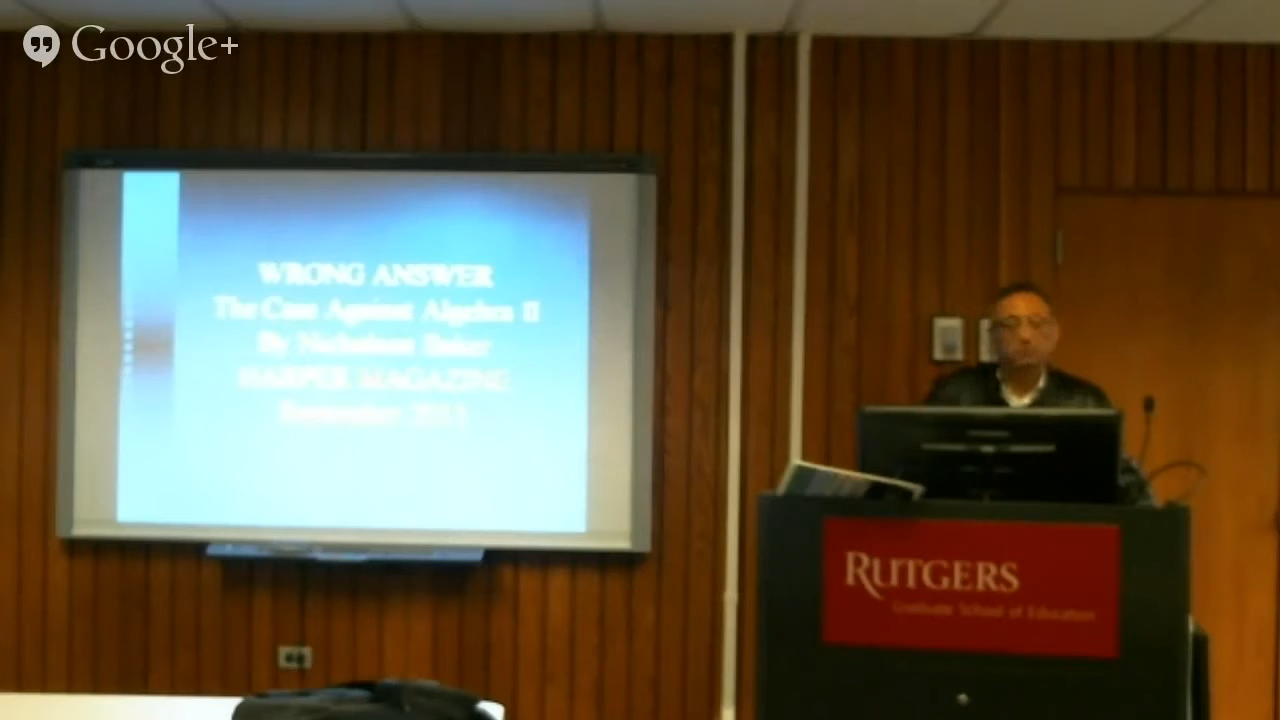 Google+
WRONG ANSWER
The Case Against Algebra II
By Nicholson Baker
HARPER MAGAZINE
September 2013
RUTGERS
Graduate School of Education